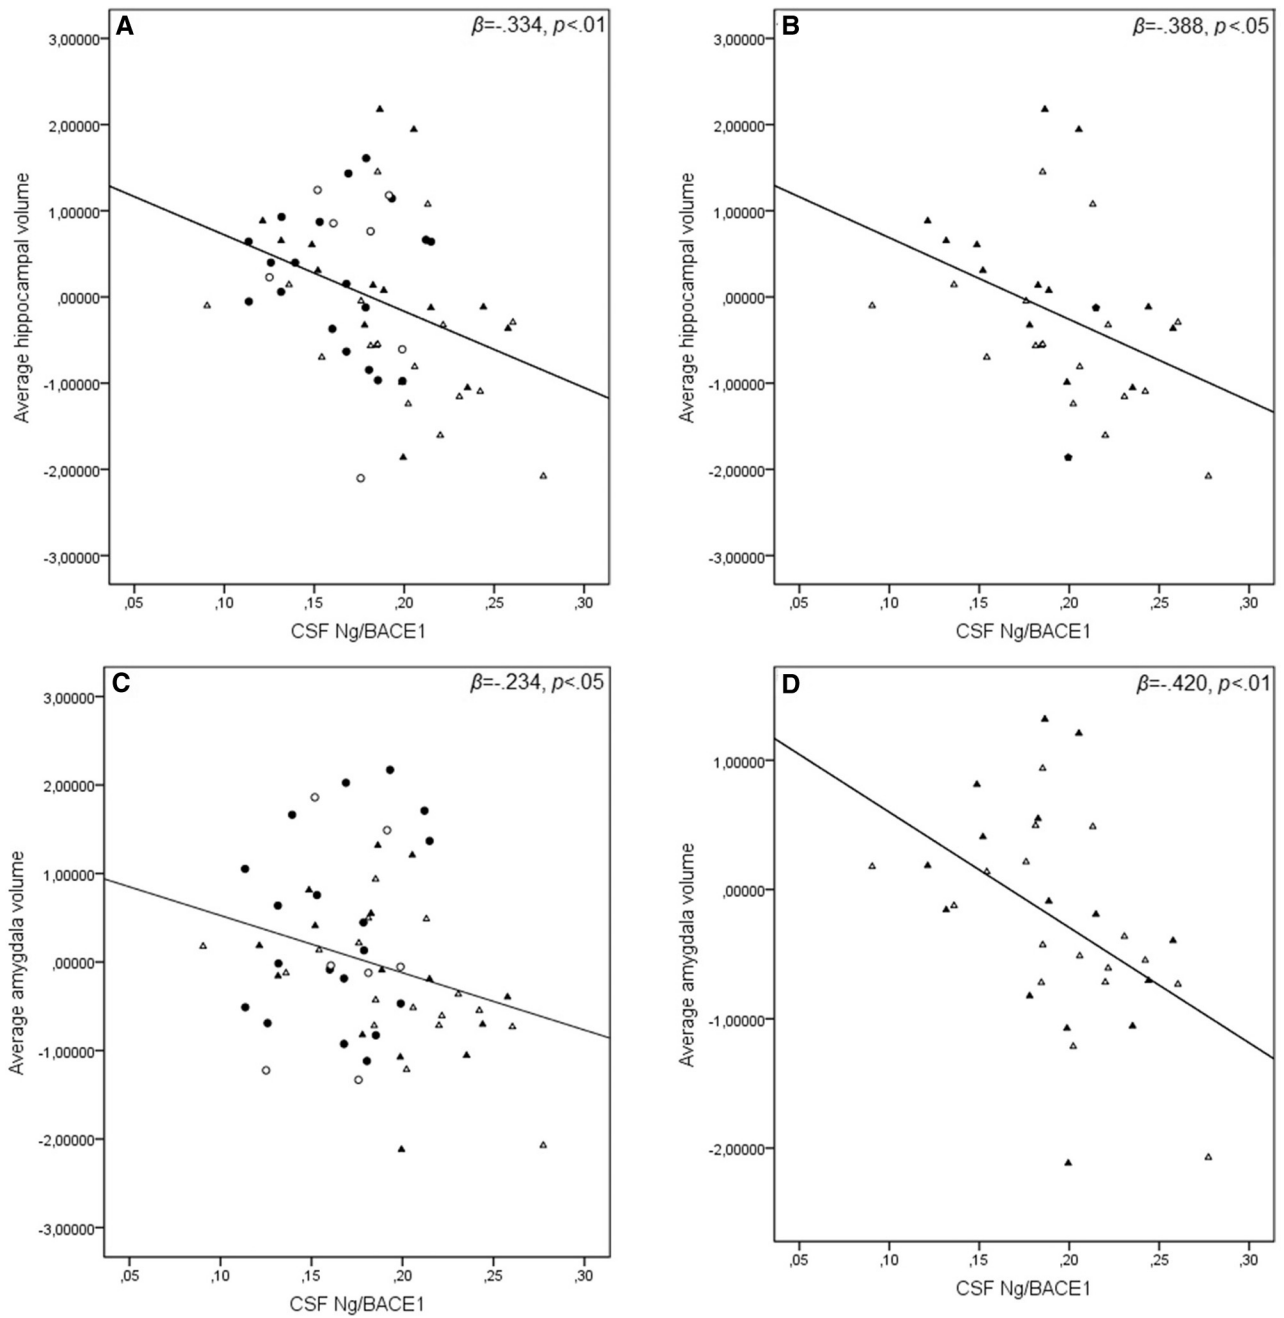 A
β=-.334, p<.01
3,00000
2,00000
1,00000
,00000
-1,00000
-2,00000
-3,00000
Average hippocampal volume
,05 ,10 ,15 ,20 ,25 ,30
CSF Ng/BACE1
B
β=-.388, p<.05
3,00000
2,00000
1,00000
,00000
-1,00000
-2,00000
-3,00000
Average hippocampal volume
,05 ,10 ,15 ,20 ,25 ,30
CSF Ng/BACE1
C
β=-.234, p<.05
3,00000
2,00000
1,00000
,00000
-1,00000
-2,00000
-3,00000
Average amygdala volume
,05 ,10 ,15 ,20 ,25 ,30
CSF Ng/BACE1
D
β=-.420, p<.01
1,00000
,00000
-1,00000
-2,00000
Average amygdala volume
,05 ,10 ,15 ,20 ,25 ,30
CSF Ng/BACE1